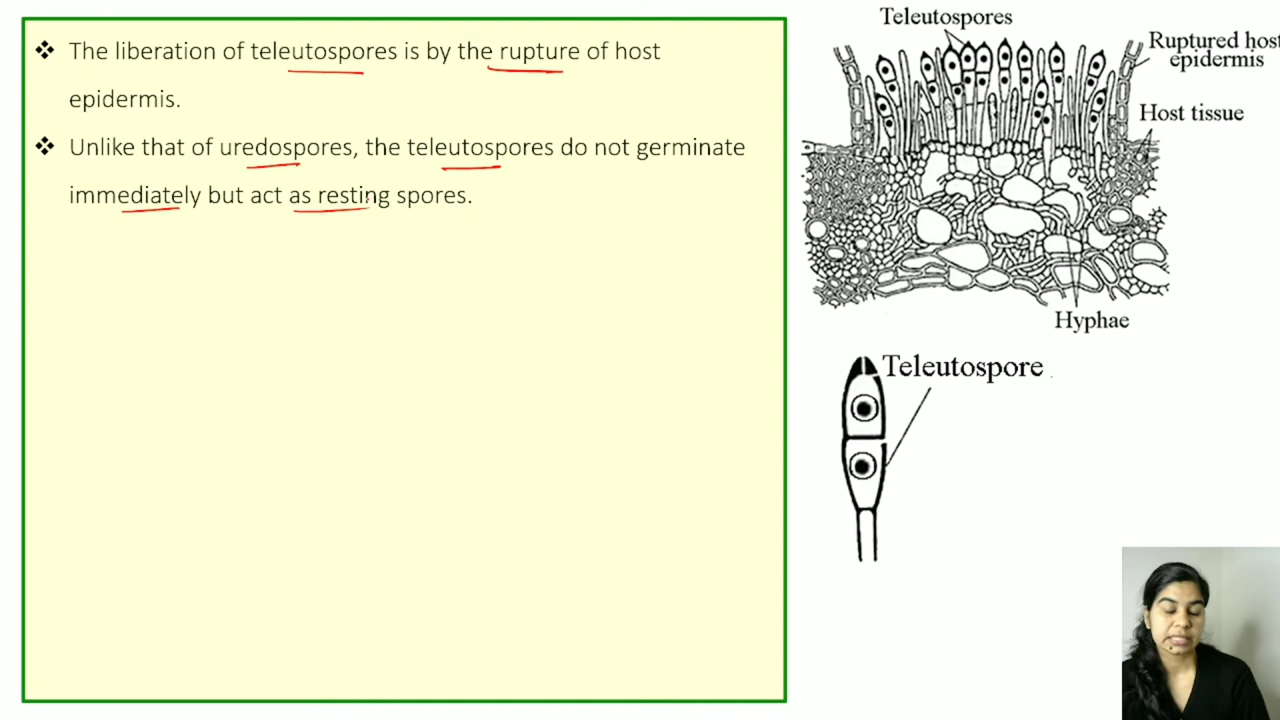 ❖ The liberation of teleutospores is by the rupture of host
epidermis.
❖ Unlike that of uredospores, the teleutospores do not germinate
immediately but act as resting spores.
Teleutospores
Ruptured host
epidermis
Host tissue
Hyphae
Teleutospore